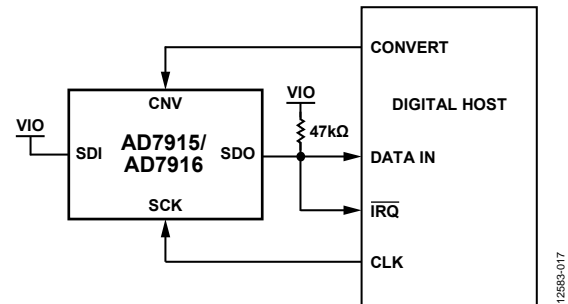 CONVERT
VIO
CNV
DIGITAL HOST
VIO
47kΩ
AD7915/
AD7916
SDI
SDO
DATA IN
SCK
IRQ
CLK
12583-017